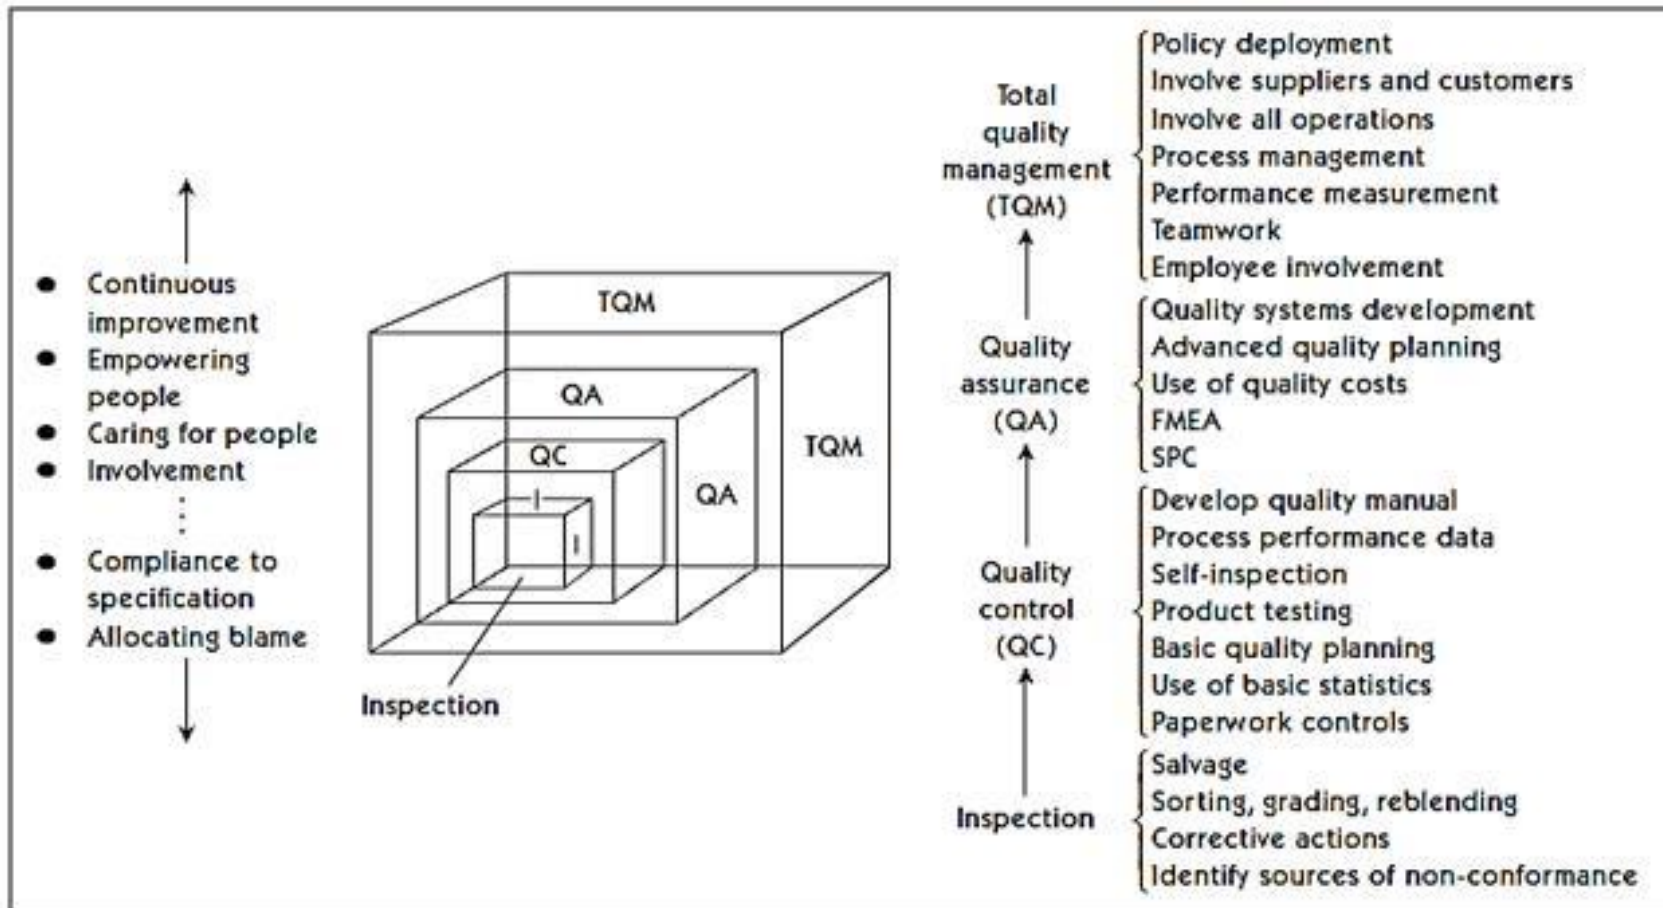 Continuous
improvement
Empowering
people
Caring for people
Involvement
Compliance to
specification
Allocating blame
TQM
QA
QC
I
I
QA
TQM
Inspection
Total
quality
management
(TQM)
Policy deployment
Involve suppliers and customers
Involve all operations
Process management
Performance measurement
Teamwork
Employee involvement
Quality
assurance
(QA)
Quality systems development
Advanced quality planning
Use of quality costs
FMEA
SPC
Quality
control
(QC)
Develop quality manual
Process performance data
Self-inspection
Product testing
Basic quality planning
Use of basic statistics
Paperwork controls
Inspection
Salvage
Sorting, grading, reblending
Corrective actions
Identify sources of non-conformance